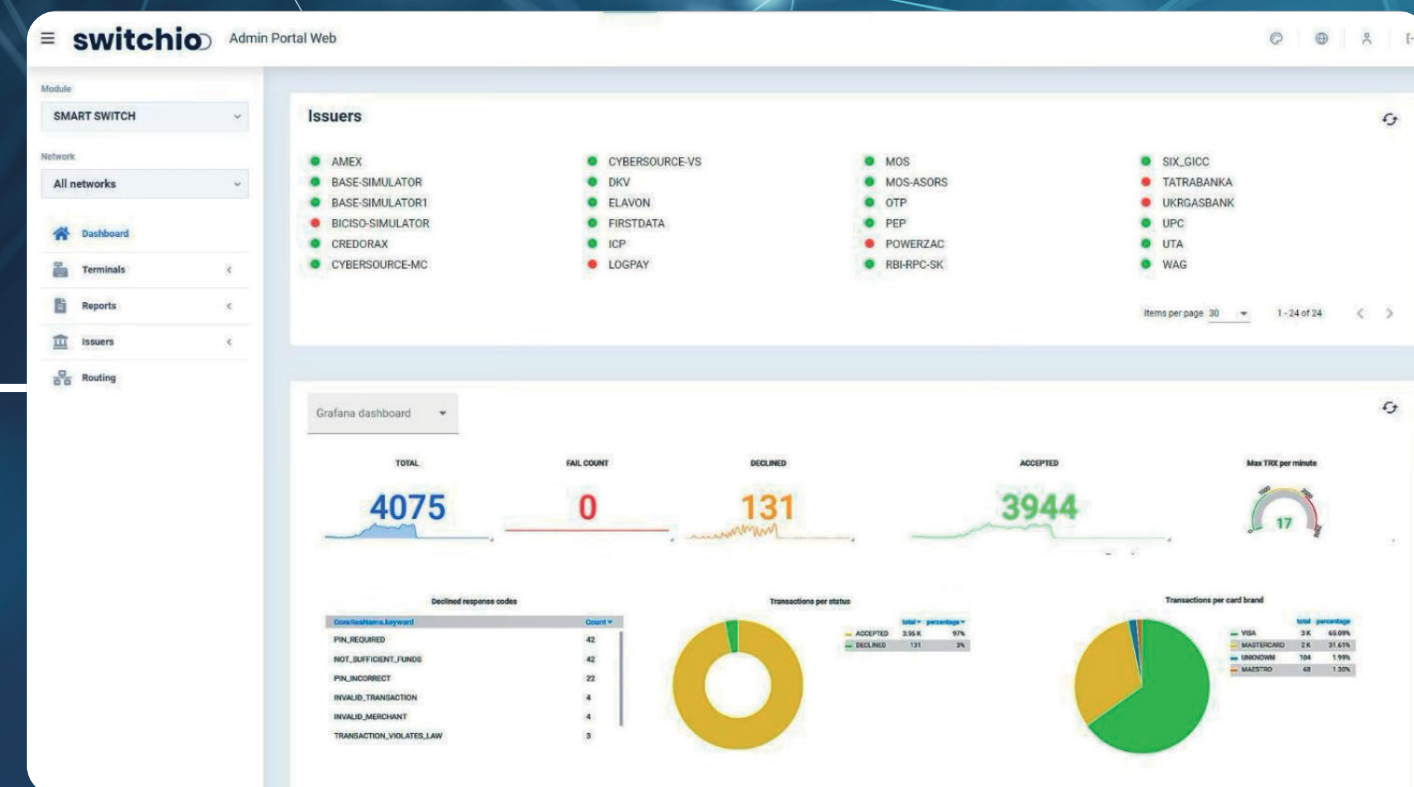 switchio Admin Portal Web
Module
SMART SWITCH
Network
All networks
Dashboard
Terminals
Reports
Issuers
Routing
Issuers
AMEX
BASE-SIMULATOR
BASE-SIMULATOR1
BICISO-SIMULATOR
CREDORAX
CYBERSOURCE-MC
CYBERSOURCE-VS
DKV
ELAVON
FIRSTDATA
ICP
LOGPAY
MOS
MOS-ASORS
OTP
PEP
POWERZAC
RBI-RPC-SK
SIX_GICC
TATRABANKA
UKRGASBANK
UPC
UTA
WAG
Items per page 30 1 - 24 of 24
Grafana dashboard
TOTAL
4075
FAIL COUNT
0
DECLINED
131
ACCEPTED
3944
Max TRX per minute
0
17
Declined response codes
Count
PIN_REQUIRED 42
NOT_SUFFICIENT_FUNDS 42
PIN_INCORRECT 22
INVALID_TRANSACTION 4
INVALID_MERCHANT 4
TRANSACTION_VIOLATES_LAW 3
Transactions per status
total percentage
ACCEPTED 3.95 K 97%
DECLINED 131 3%
Transactions per card brand
total percentage
VISA 3 K 65.09%
MASTERCARD 2 K 31.61%
UNKNOWN 104 1.99%
MAESTRO 68 1.30%